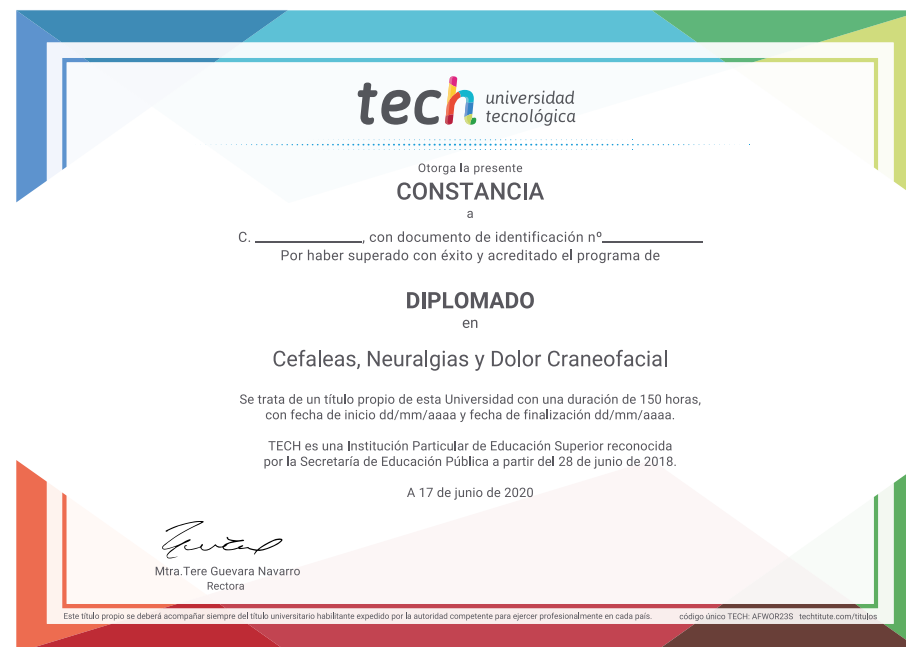 tech universidad
tecnológica
Otorga la presente
CONSTANCIA
a
C. ____________, con documento de identificación nº____________
Por haber superado con éxito y acreditado el programa de
DIPLOMADO
en
Cefaleas, Neuralgias y Dolor Craneofacial
Se trata de un título propio de esta Universidad con una duración de 150 horas,
con fecha de inicio dd/mm/aaaa y fecha de finalización dd/mm/aaaa.
TECH es una Institución Particular de Educación Superior reconocida
por la Secretaría de Educación Pública a partir del 28 de junio de 2018.
A 17 de junio de 2020
Mtra.Tere Guevara Navarro
Rectora
Este título propio se deberá acompañar siempre del título universitario habilitante expedido por la autoridad competente para ejercer profesionalmente en cada país.
código único TECH: AFWOR23S techtitute.com/titulos